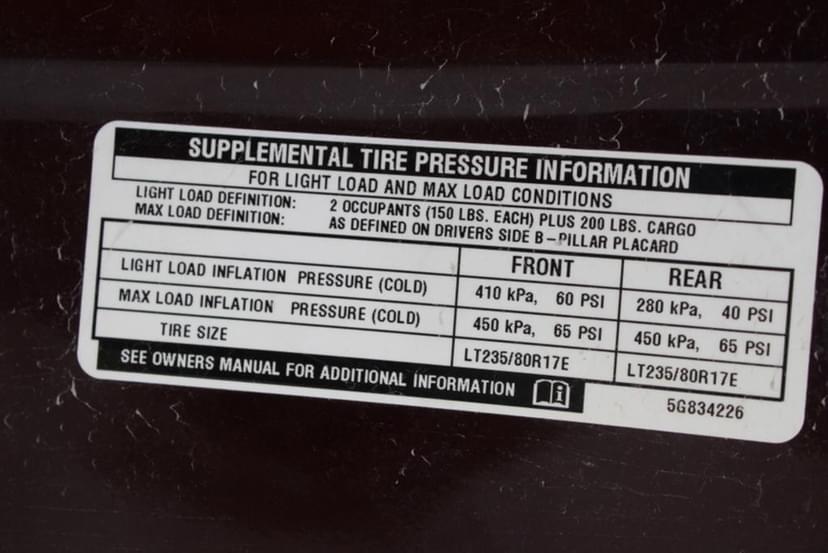 SUPPLEMENTAL TIRE PRESSURE INFORMATION
FOR LIGHT LOAD AND MAX LOAD CONDITIONS
LIGHT LOAD DEFINITION: 2 OCCUPANTS (150 LBS. EACH) PLUS 200 LBS. CARGO
MAX LOAD DEFINITION: AS DEFINED ON DRIVERS SIDE B-PILLAR PLACARD
FRONT REAR
LIGHT LOAD INFLATION PRESSURE (COLD) 410 kPa, 60 PSI 280 kPa, 40 PSI
MAX LOAD INFLATION PRESSURE (COLD) 450 kPa, 65 PSI 450 kPa, 65 PSI
TIRE SIZE LT235/80R17E LT235/80R17E
SEE OWNERS MANUAL FOR ADDITIONAL INFORMATION 5G834226